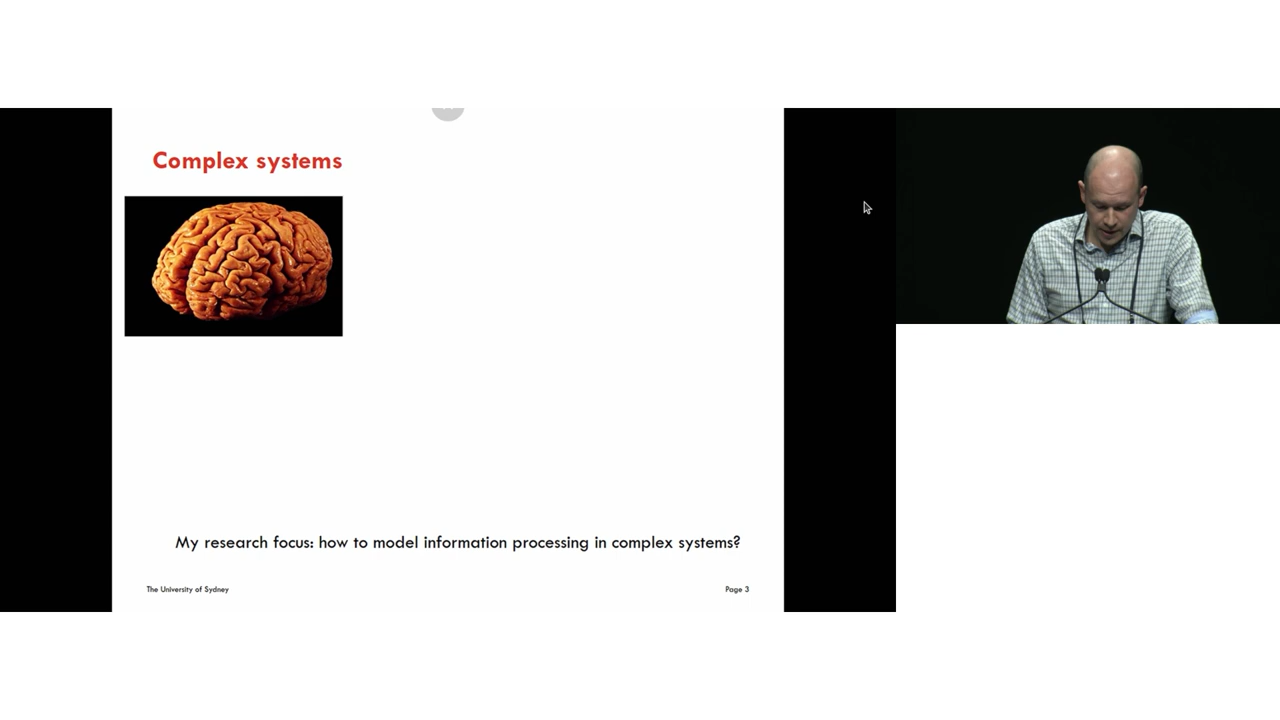 Complex systems
My research focus: how to model information processing in complex systems?
The University of Sydney
Page 3